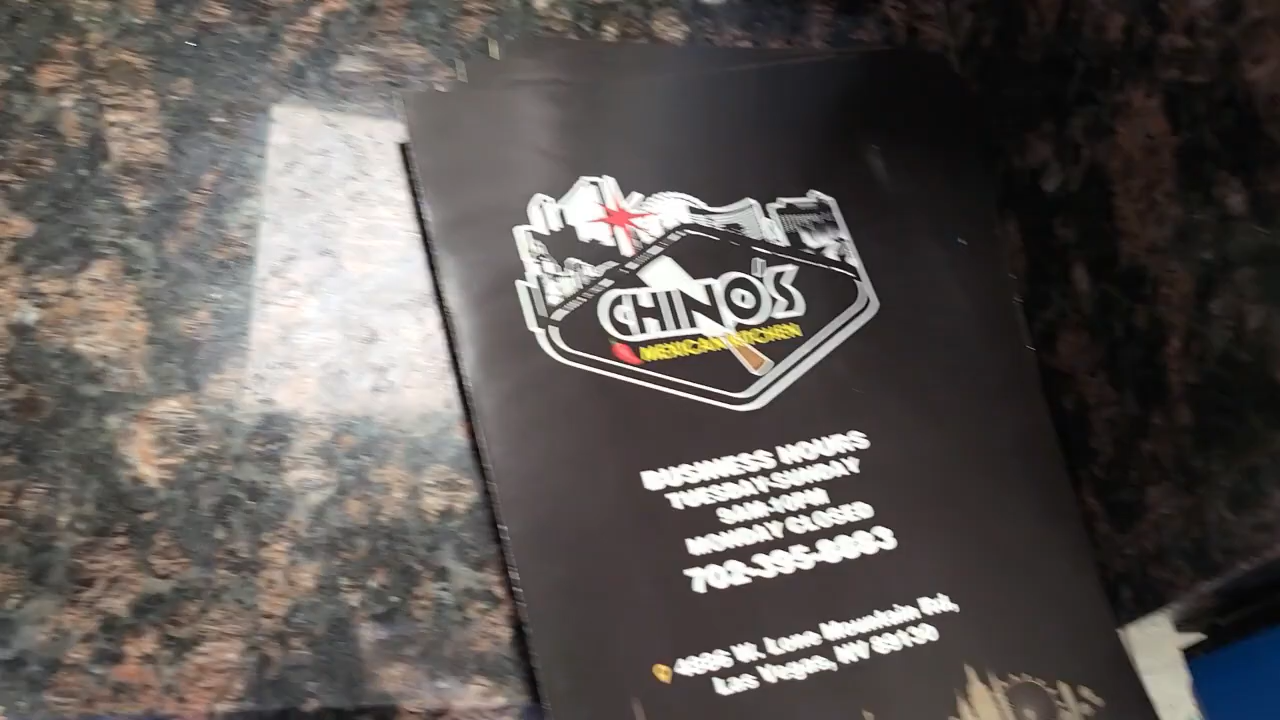 CHINO'S
MEXICAN KITCHEN
BUSINESS HOURS
TUESDAY-SUNDAY
MONDAY CLOSED
W. Lone Mountain Rd,
Las Vegas, NV 89130